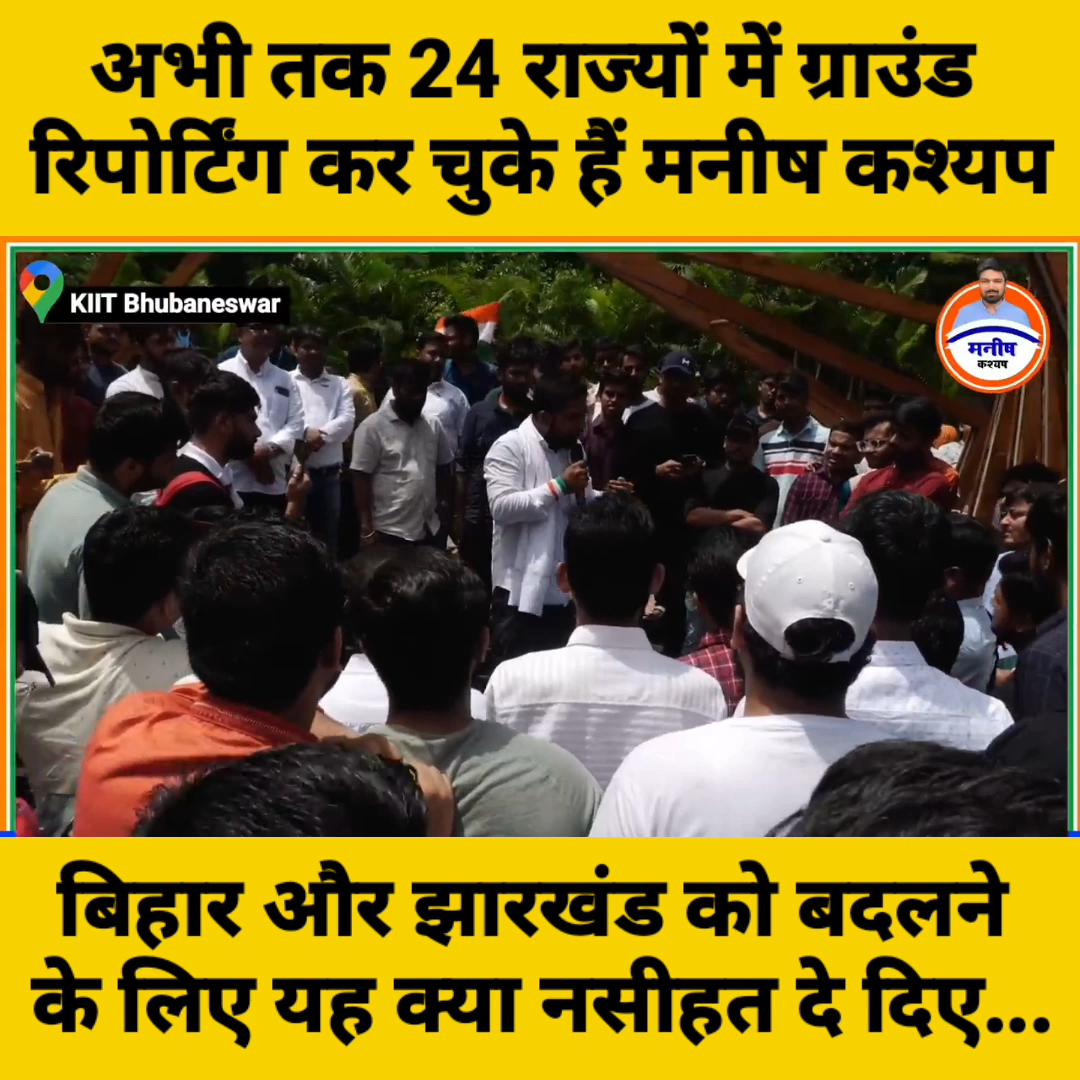 अभी तक 24 राज्यों में ग्राउंड
रिपोर्टिंग कर चुके हैं मनीष कश्यप
KIIT Bhubaneswar
मनीष
कश्यप
बिहार और झारखंड को बदलने
के लिए यह क्या नसीहत दे दिए...